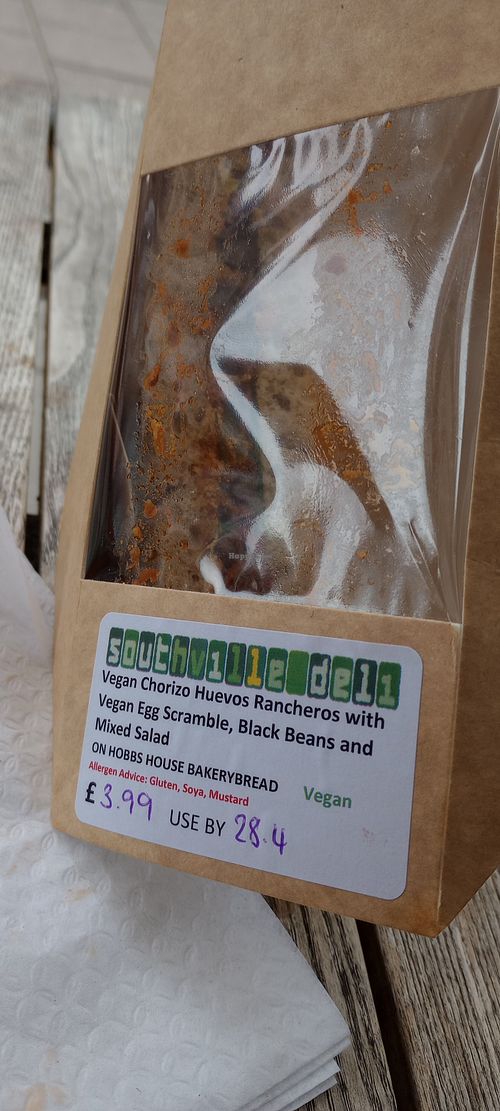 southville deli
Vegan Chorizo Huevos Rancheros with
Vegan Egg Scramble, Black Beans and
Mixed Salad
ON HOBBS HOUSE BAKERYBREAD
Allergen Advice: Gluten, Soya, Mustard
Vegan
£3.99 USE BY 28.4